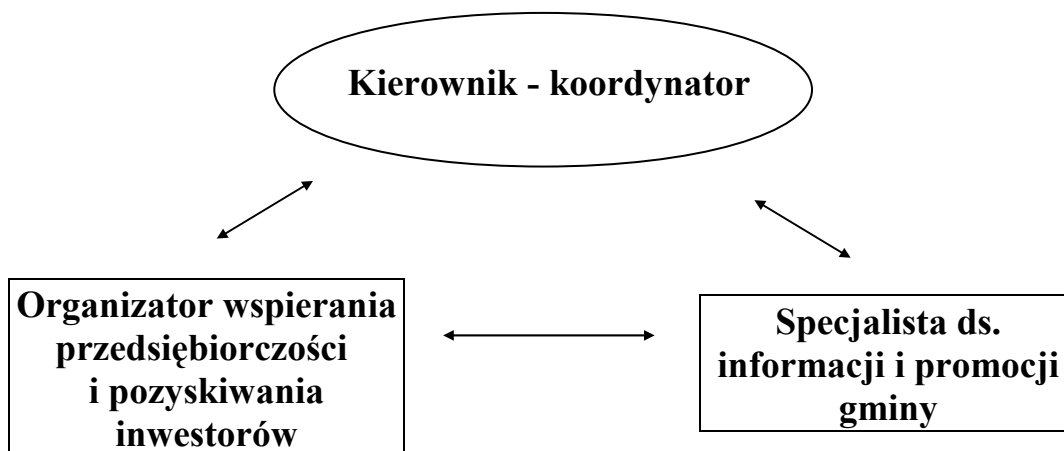 Kierownik - koordynator
Organizator wspierania
przedsiębiorczości
i pozyskiwania
inwestorów
Specjalista ds.
informacji i promocji
gminy